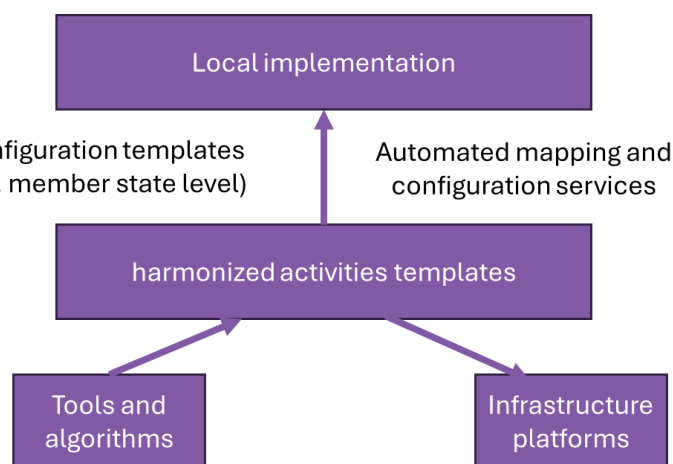 Local implementation
nfiguration templates
member state level)
Automated mapping and
configuration services
harmonized activities templates
Tools and
algorithms
Infrastructure
platforms